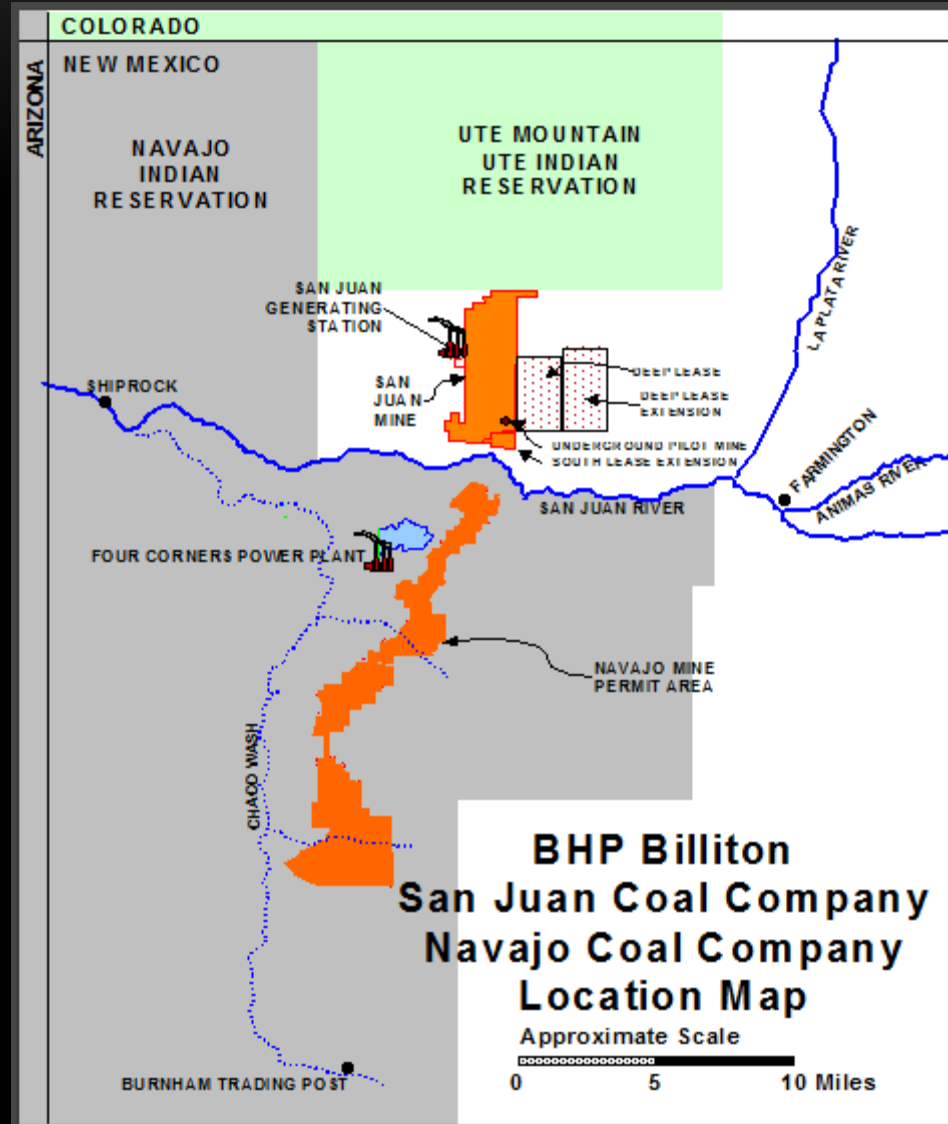 COLORADO
NEW MEXICO
ARIZONA
NAVAJO
INDIAN
RESERVATION
UTE MOUNTAIN
UTE INDIAN
RESERVATION
SAN JUAN
GENERATING
STATION
LAPLATA RIVER
SHIPROCK
SAN
JUAN
MINE
DEEP LEASE
DEEP LEASE
EXTENSION
UNDERGROUND PILOT MINE
SOUTH LEASE EXTENSION
FARMINGTON
ANIMAS RIVER
SAN JUAN RIVER
FOUR CORNERS POWER PLANT
NAVAJO MINE
PERMIT AREA
CHACO WASH
BHP Billiton
San Juan Coal Company
Navajo Coal Company
Location Map
Approximate Scale
0 5 10 Miles
BURNHAM TRADING POST